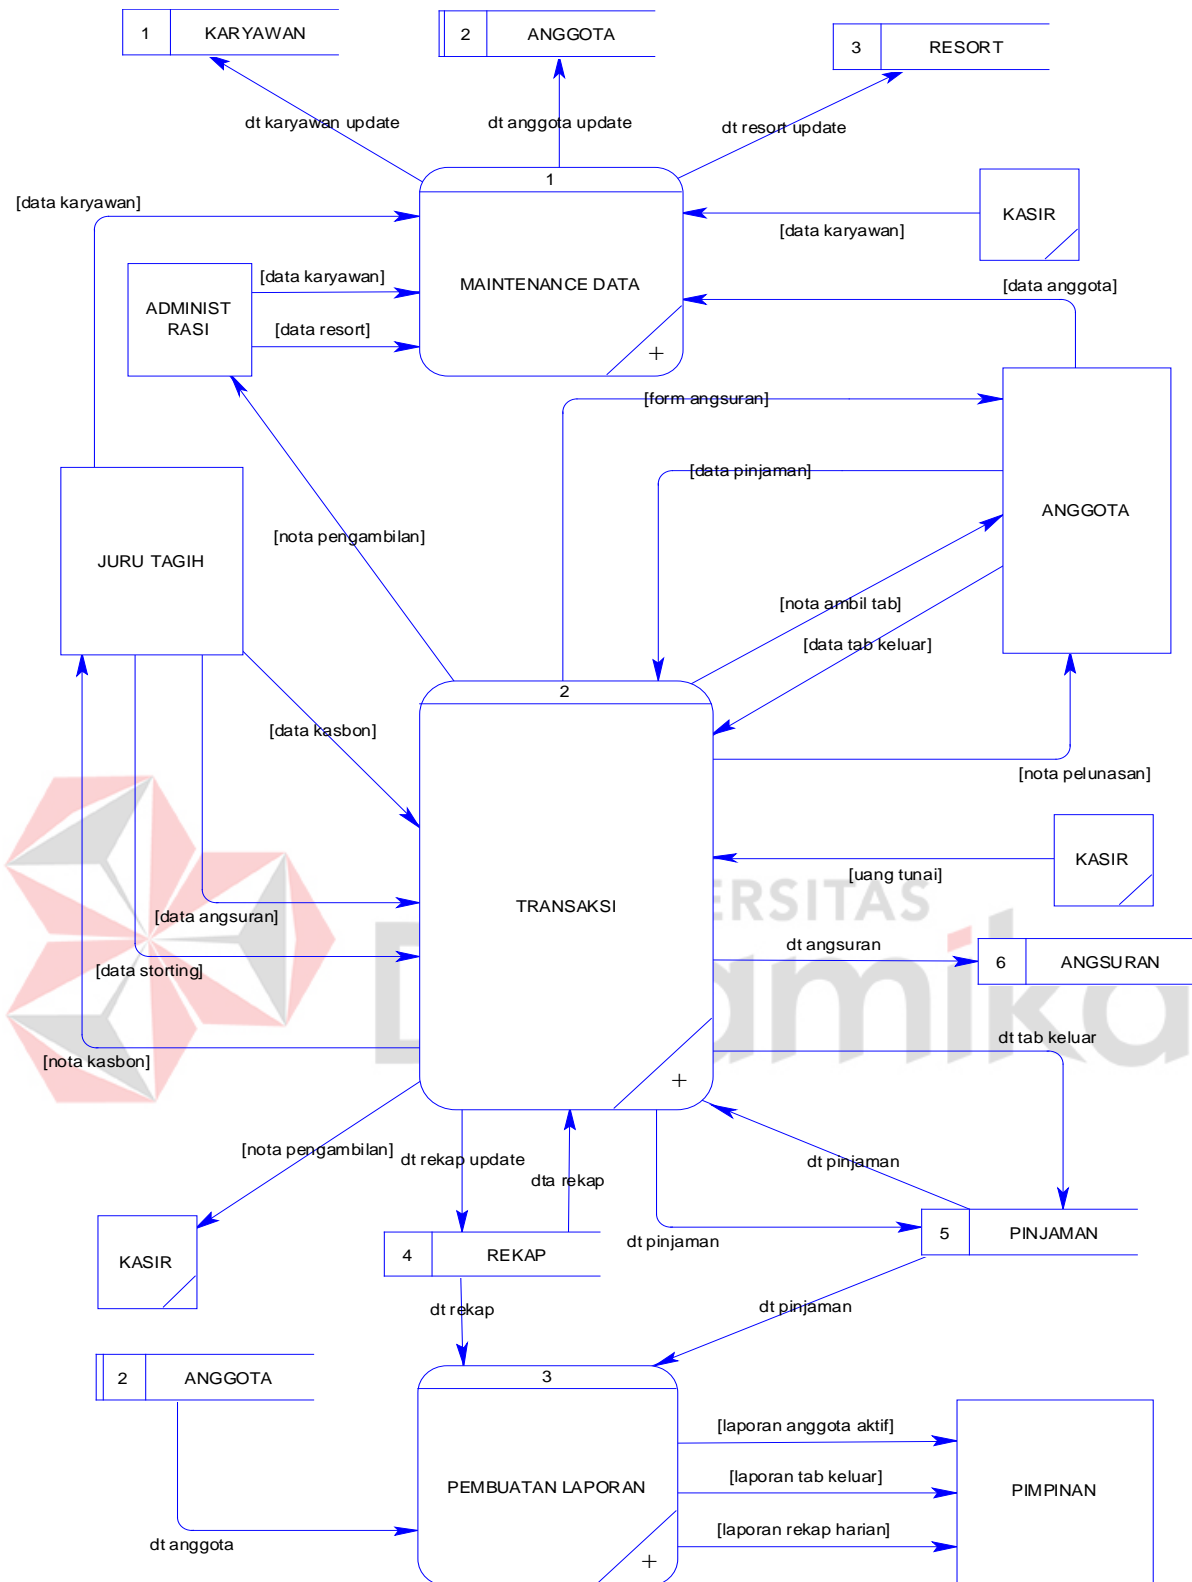 1 KARYAWAN
2 ANGGOTA
3 RESORT
dt karyawan update
dt anggota update
dt resort update
1
[data karyawan]
KASIR
[data karyawan]
[data karyawan]
MAINTENANCE DATA
[data anggota]
ADMINIST
RASI
[data resort]
+
[form angsuran]
[data pinjaman]
ANGGOTA
[nota pengambilan]
JURU TAGIH
[nota ambil tab]
[data tab keluar]
2
[data kasbon]
[nota pelunasan]
KASIR
[uang tunai]
TRANSAKSI
[data angsuran]
dt angsuran
6 ANGSURAN
[data storting]
dt tab keluar
[nota kasbon]
+
[nota pengambilan]
dt rekap update
dta rekap
dt pinjaman
5 PINJAMAN
dt pinjaman
4 REKAP
KASIR
dt rekap
dt pinjaman
2 ANGGOTA
3
[laporan anggota aktif]
[laporan tab keluar]
PEMBUATAN LAPORAN
PIMPINAN
[laporan rekap harian]
dt anggota
+